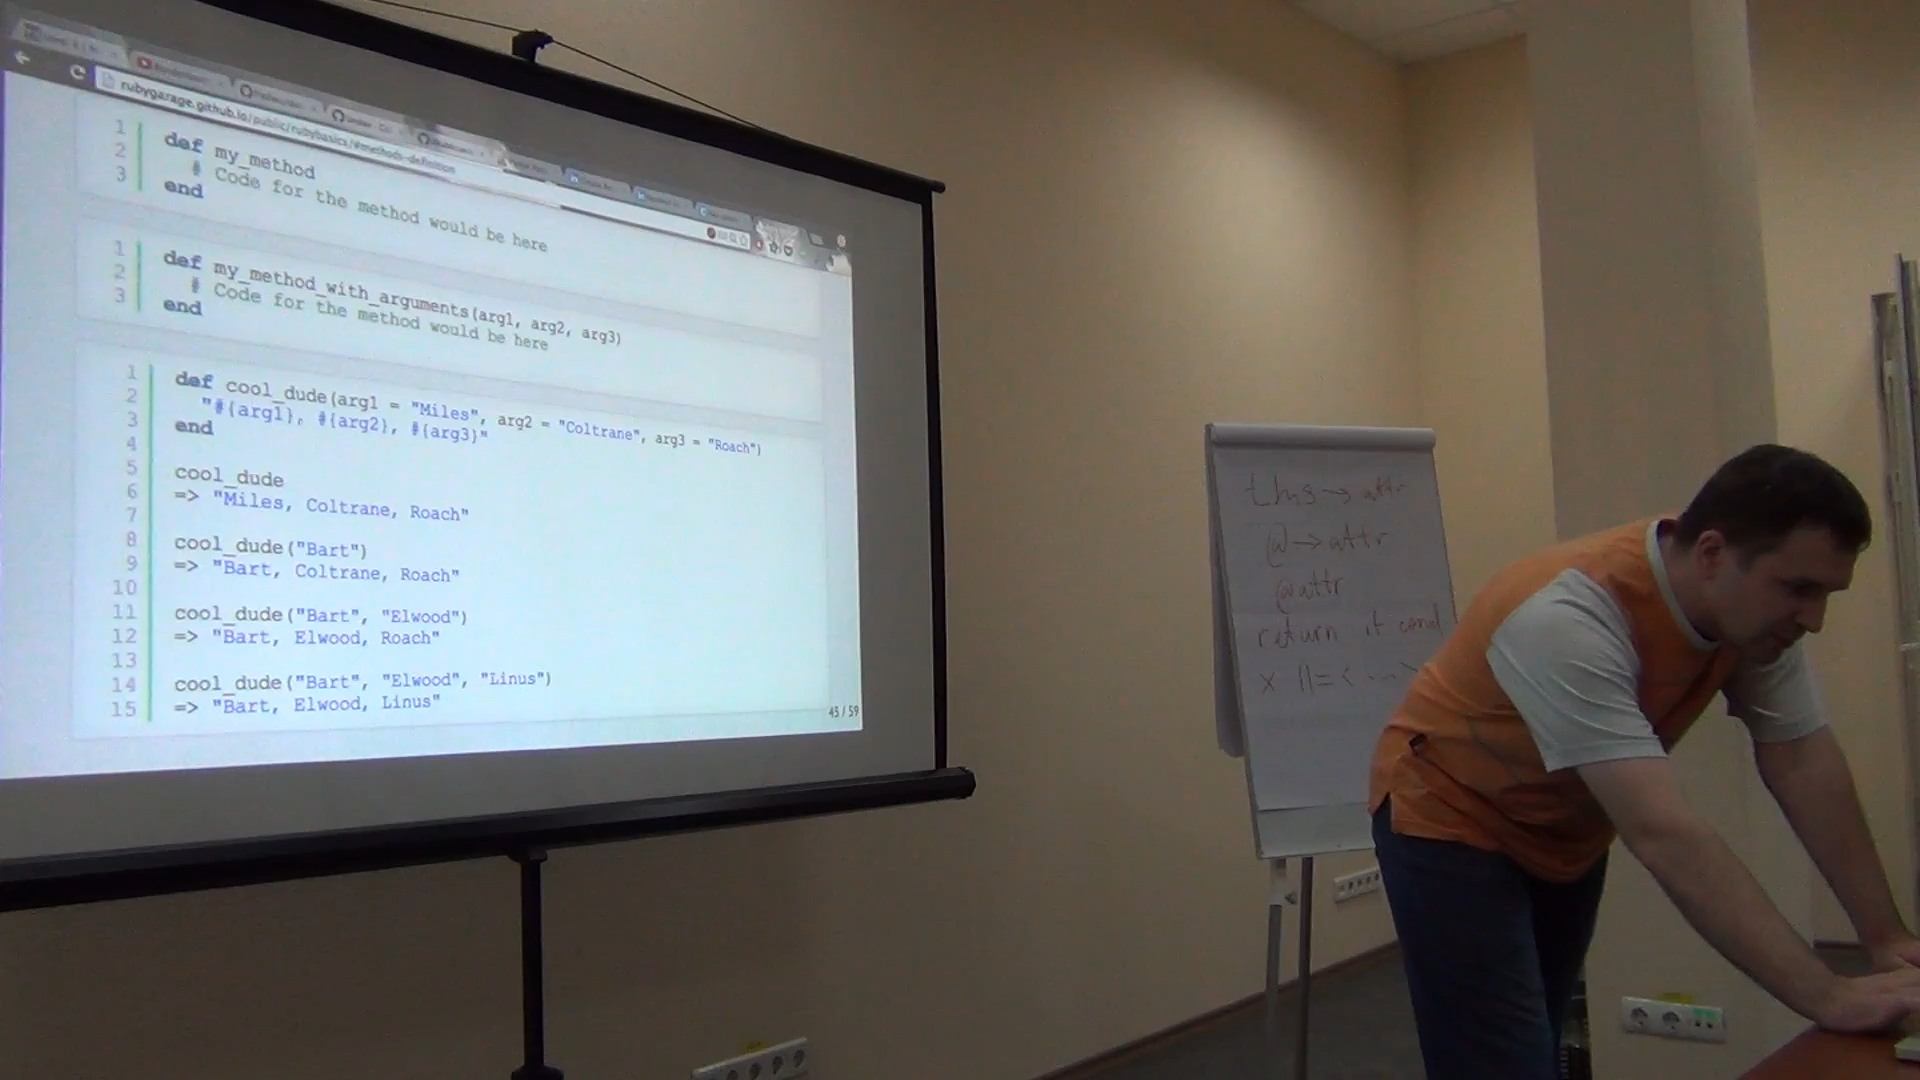 rubygarage.github.io/public/rubybasics/#methods-definition
1 def my_method
2 # Code for the method would be here
3 end
1 def my_method_with_arguments(arg1, arg2, arg3)
2 # Code for the method would be here
3 end
1 def cool_dude(arg1 = "Miles", arg2 = "Coltrane", arg3 = "Roach")
2 "#{arg1}, #{arg2}, #{arg3}"
3 end
4
5 cool_dude
6 => "Miles, Coltrane, Roach"
7
8 cool_dude("Bart")
9 => "Bart, Coltrane, Roach"
10
11 cool_dude("Bart", "Elwood")
12 => "Bart, Elwood, Roach"
13
14 cool_dude("Bart", "Elwood", "Linus")
15 => "Bart, Elwood, Linus"
45 / 59
this → attr
@ → attr
@attr
return if cond
x ||= < ... >